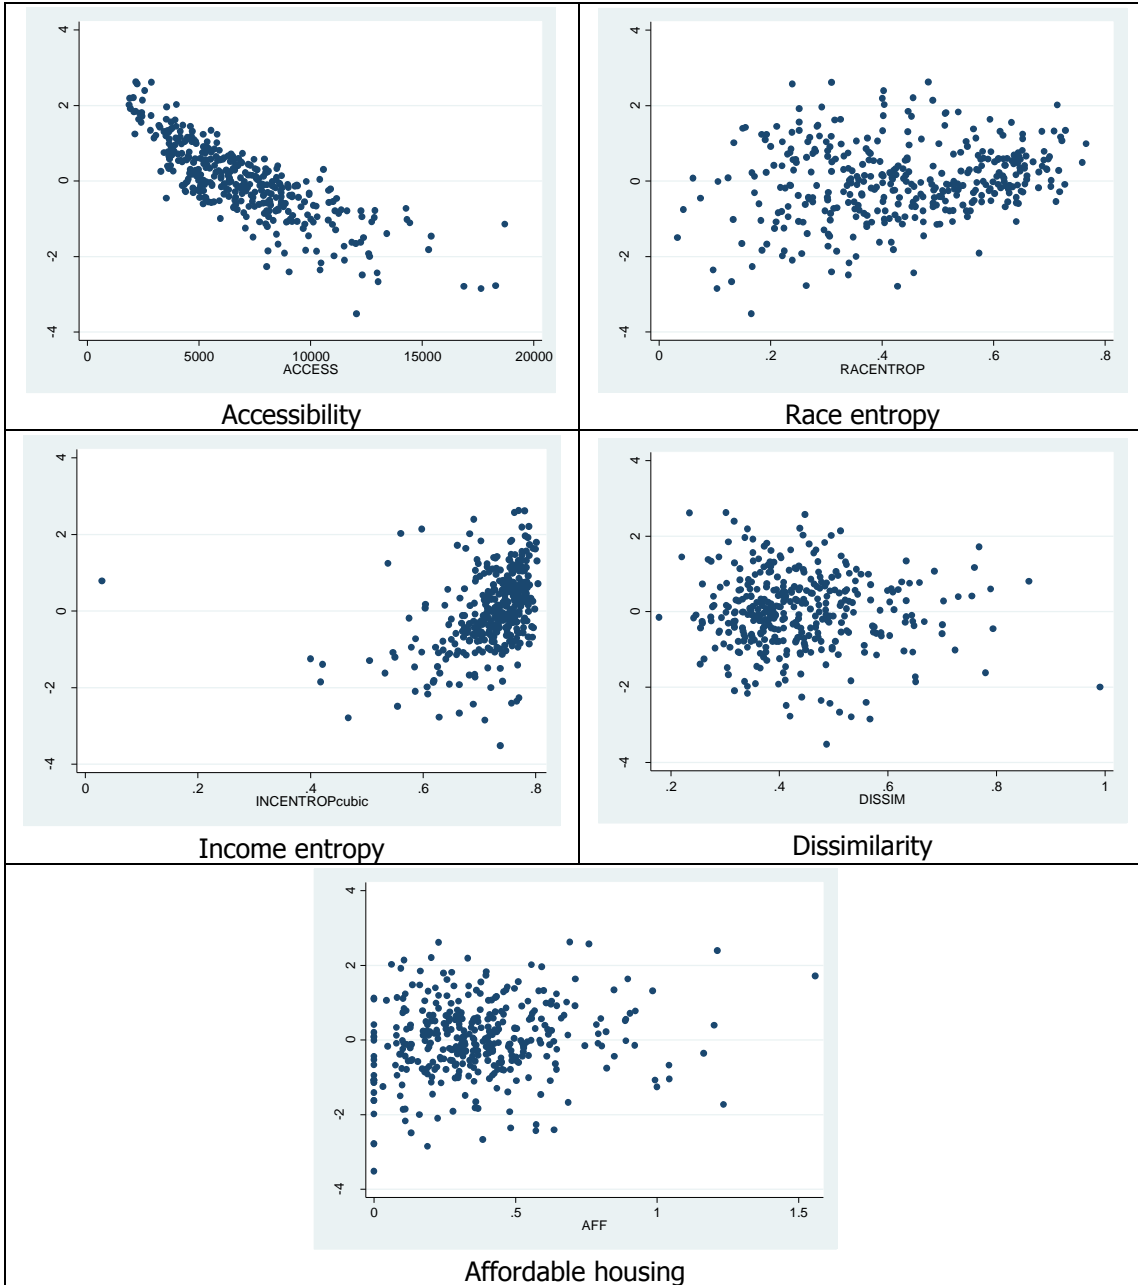 4
2
0
-2
-4
0 5000 10000 15000 20000
ACCESS
Accessibility
4
2
0
-2
-4
0 .2 .4 .6 .8
RACENTROP
Race entropy
4
2
0
-2
-4
0 .2 .4 .6 .8
INCENTROPcubic
Income entropy
4
2
0
-2
-4
.2 .4 .6 .8 1
DISSIM
Dissimilarity
4
2
0
-2
-4
0 .5 1 1.5
AFF
Affordable housing